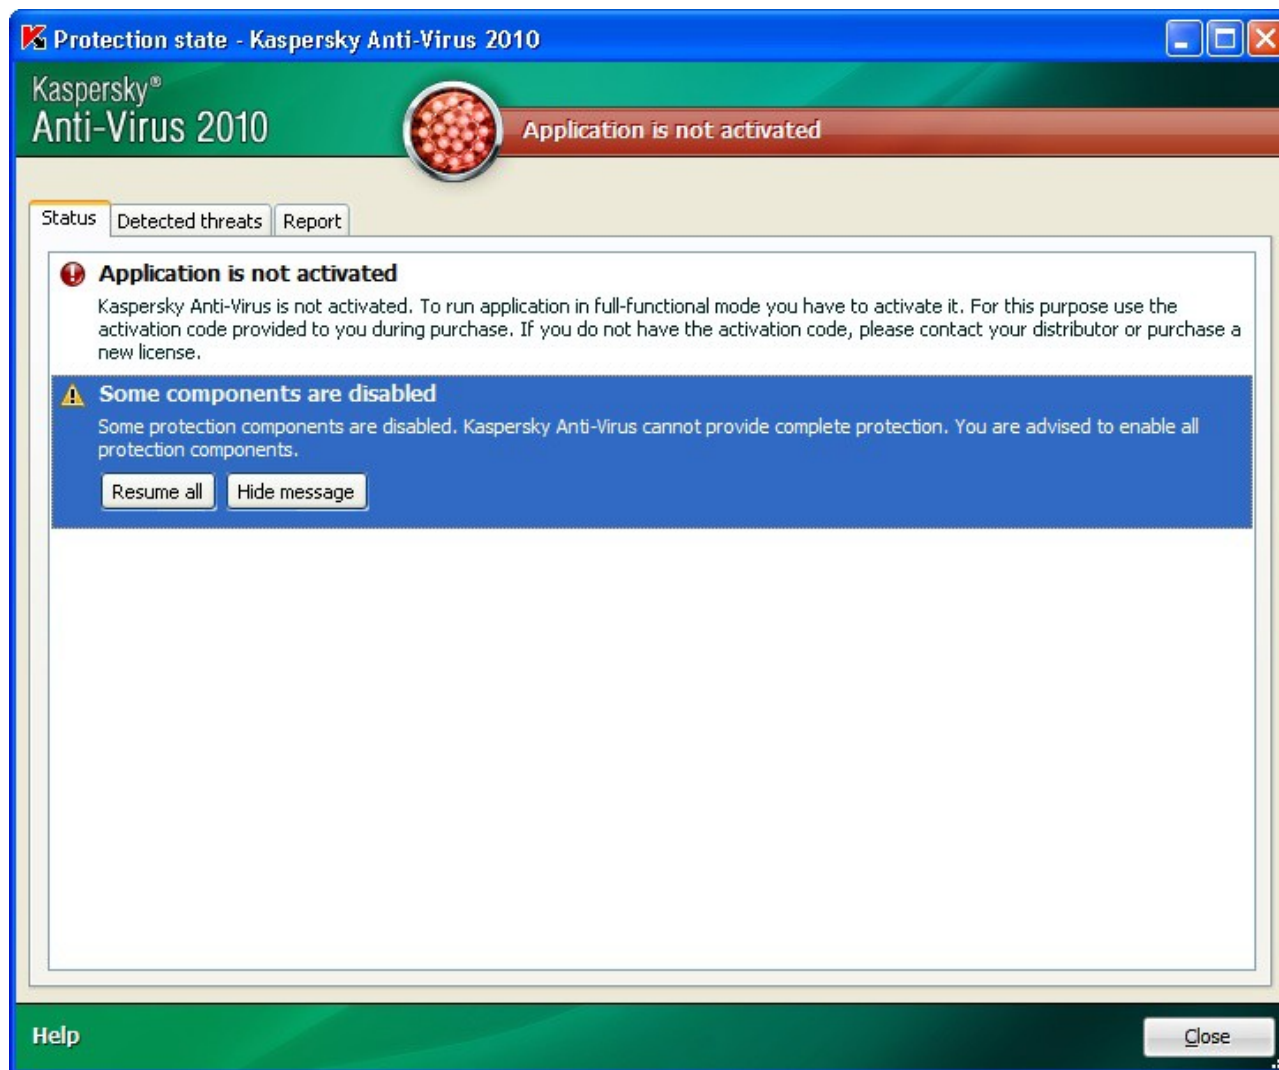 Protection state - Kaspersky Anti-Virus 2010
Kaspersky®
Anti-Virus 2010
Application is not activated
Status
Detected threats
Report
Application is not activated
Kaspersky Anti-Virus is not activated. To run application in full-functional mode you have to activate it. For this purpose use the
activation code provided to you during purchase. If you do not have the activation code, please contact your distributor or purchase a
new license.
Some components are disabled
Some protection components are disabled. Kaspersky Anti-Virus cannot provide complete protection. You are advised to enable all
protection components.
Resume all
Hide message
Help
Close